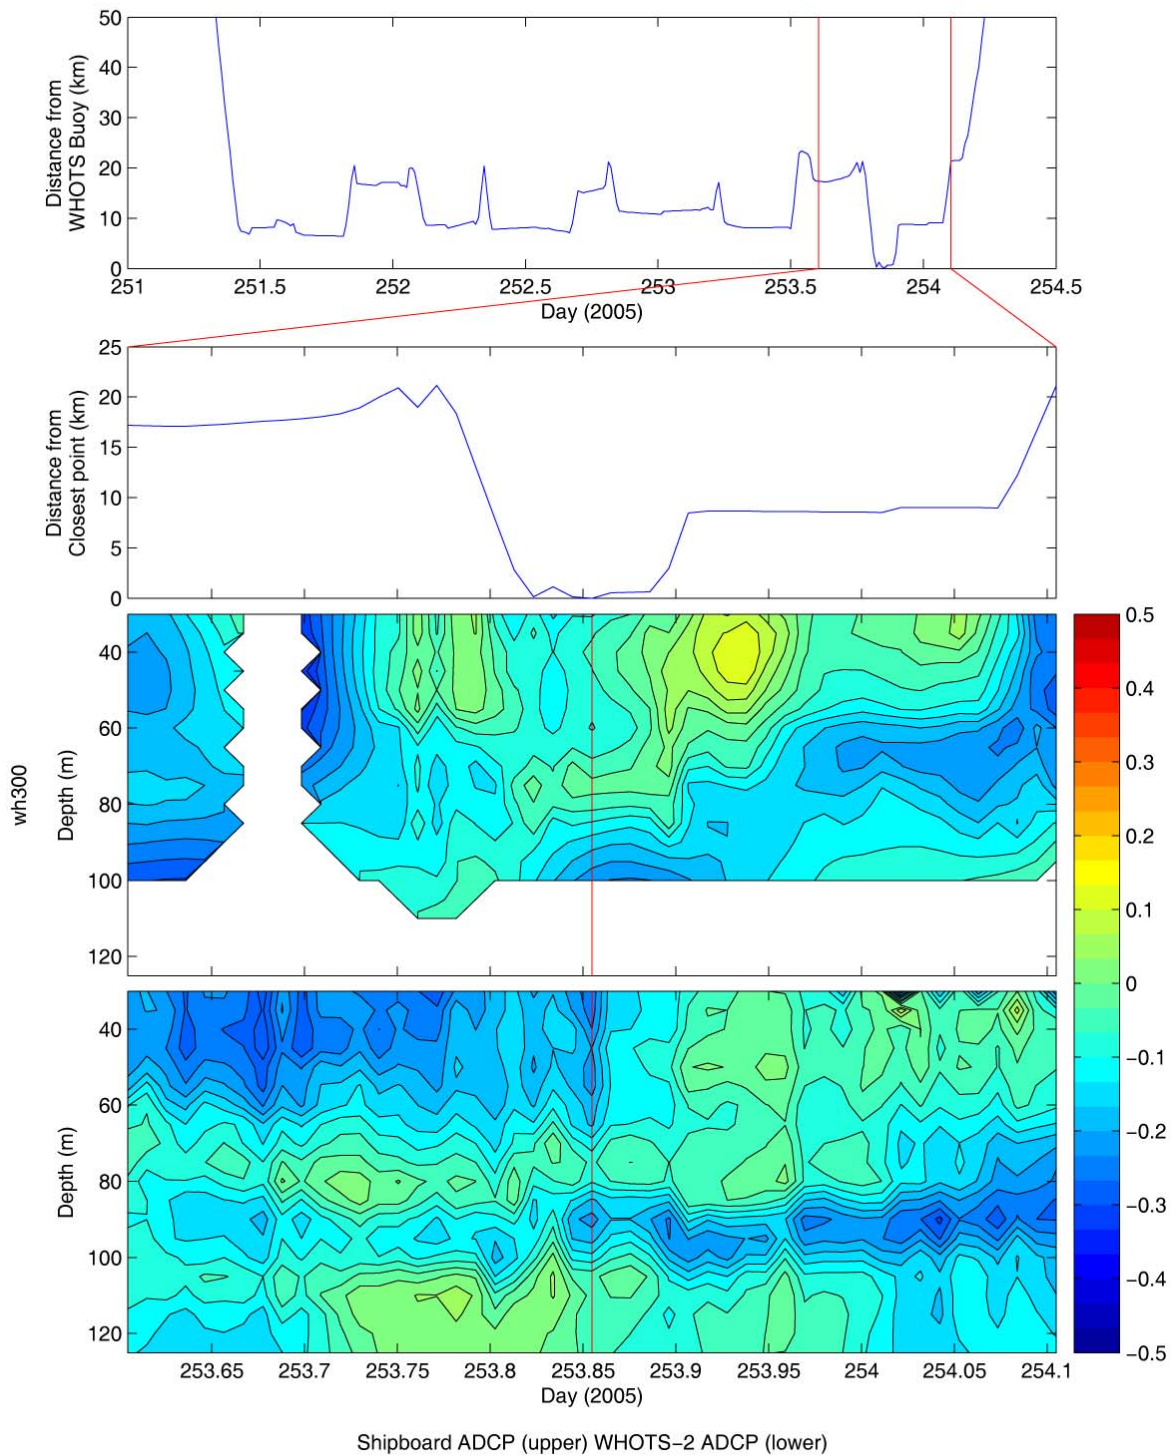 50
40
30
20
10
0
Distance from
WHOTS Buoy (km)
251 251.5 252 252.5 253 253.5 254 254.5
Day (2005)
25
20
15
10
5
0
Distance from
Closest point (km)
40
60
80
100
120
Depth (m)
wh300
0.5
0.4
0.3
0.2
0.1
0
−0.1
−0.2
−0.3
−0.4
−0.5
40
60
80
100
120
Depth (m)
253.65 253.7 253.75 253.8 253.85 253.9 253.95 254 254.05 254.1
Day (2005)
Shipboard ADCP (upper) WHOTS−2 ADCP (lower)